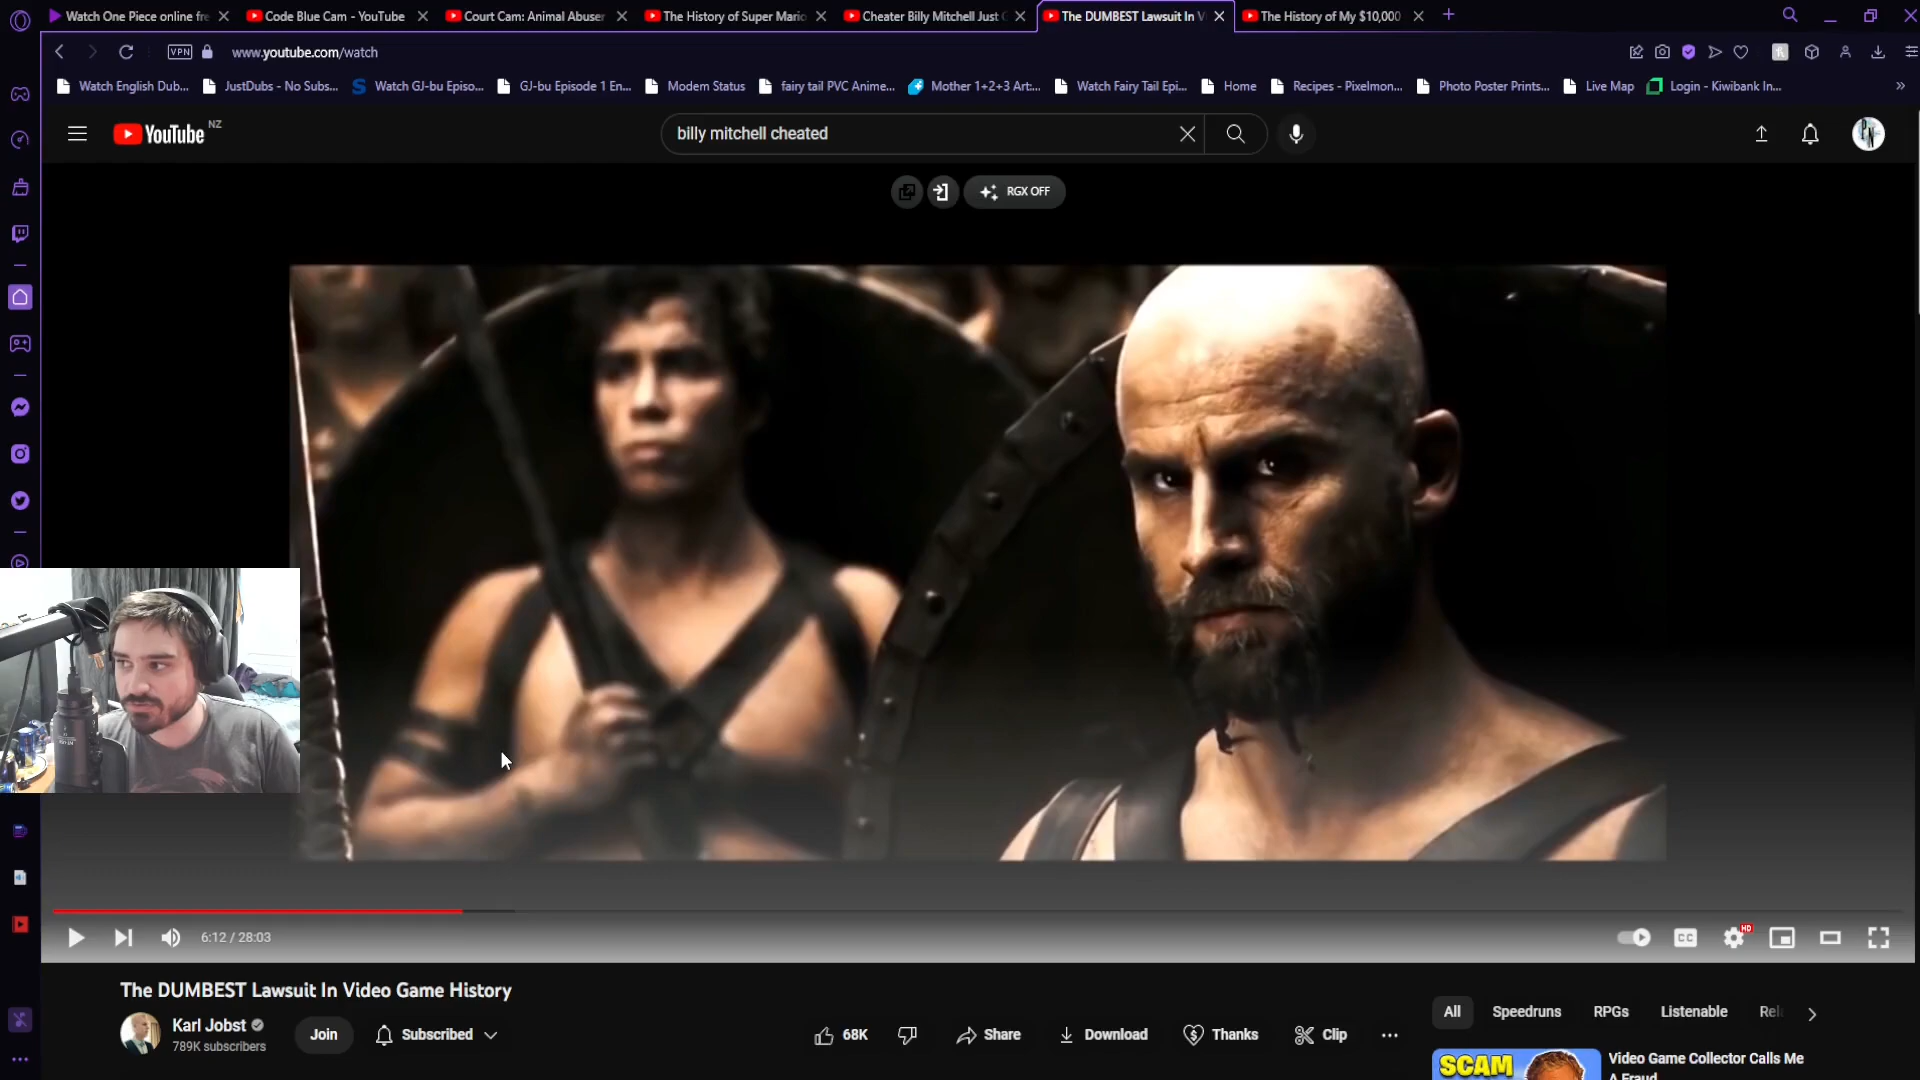 Watch One Piece online fre
Code Blue Cam - YouTube
Court Cam: Animal Abuser
The History of Super Mario
Cheater Billy Mitchell Just
The DUMBEST Lawsuit In V
The History of My $10,000
VPN
www.youtube.com/watch
Watch English Dub...
JustDubs - No Subs...
Watch GJ-bu Episo...
GJ-bu Episode 1 En...
Modem Status
fairy tail PVC Anime...
Mother 1+2+3 Art:...
Watch Fairy Tail Epi...
Home
Recipes - Pixelmon...
Photo Poster Prints...
Live Map
Login - Kiwibank In...
YouTube NZ
billy mitchell cheated
RGX OFF
6:12 / 28:03
CC
HD
The DUMBEST Lawsuit In Video Game History
Karl Jobst
789K subscribers
Join
Subscribed
68K
Share
Download
Thanks
Clip
All
Speedruns
RPGs
Listenable
Rel
SCAM
Video Game Collector Calls Me
A Fraud